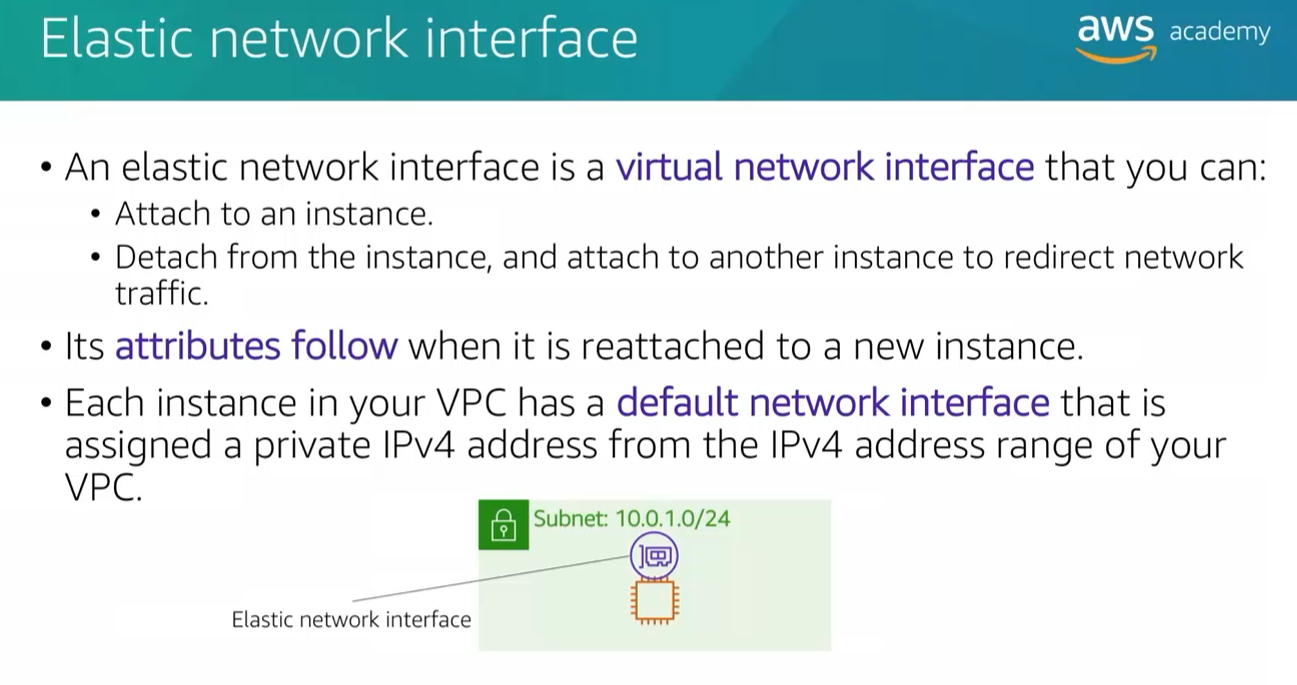 Elastic network interface
aws academy
• An elastic network interface is a virtual network interface that you can:
• Attach to an instance.
• Detach from the instance, and attach to another instance to redirect network
traffic.
• Its attributes follow when it is reattached to a new instance.
• Each instance in your VPC has a default network interface that is
assigned a private IPv4 address from the IPv4 address range of your
VPC.
Subnet: 10.0.1.0/24
Elastic network interface